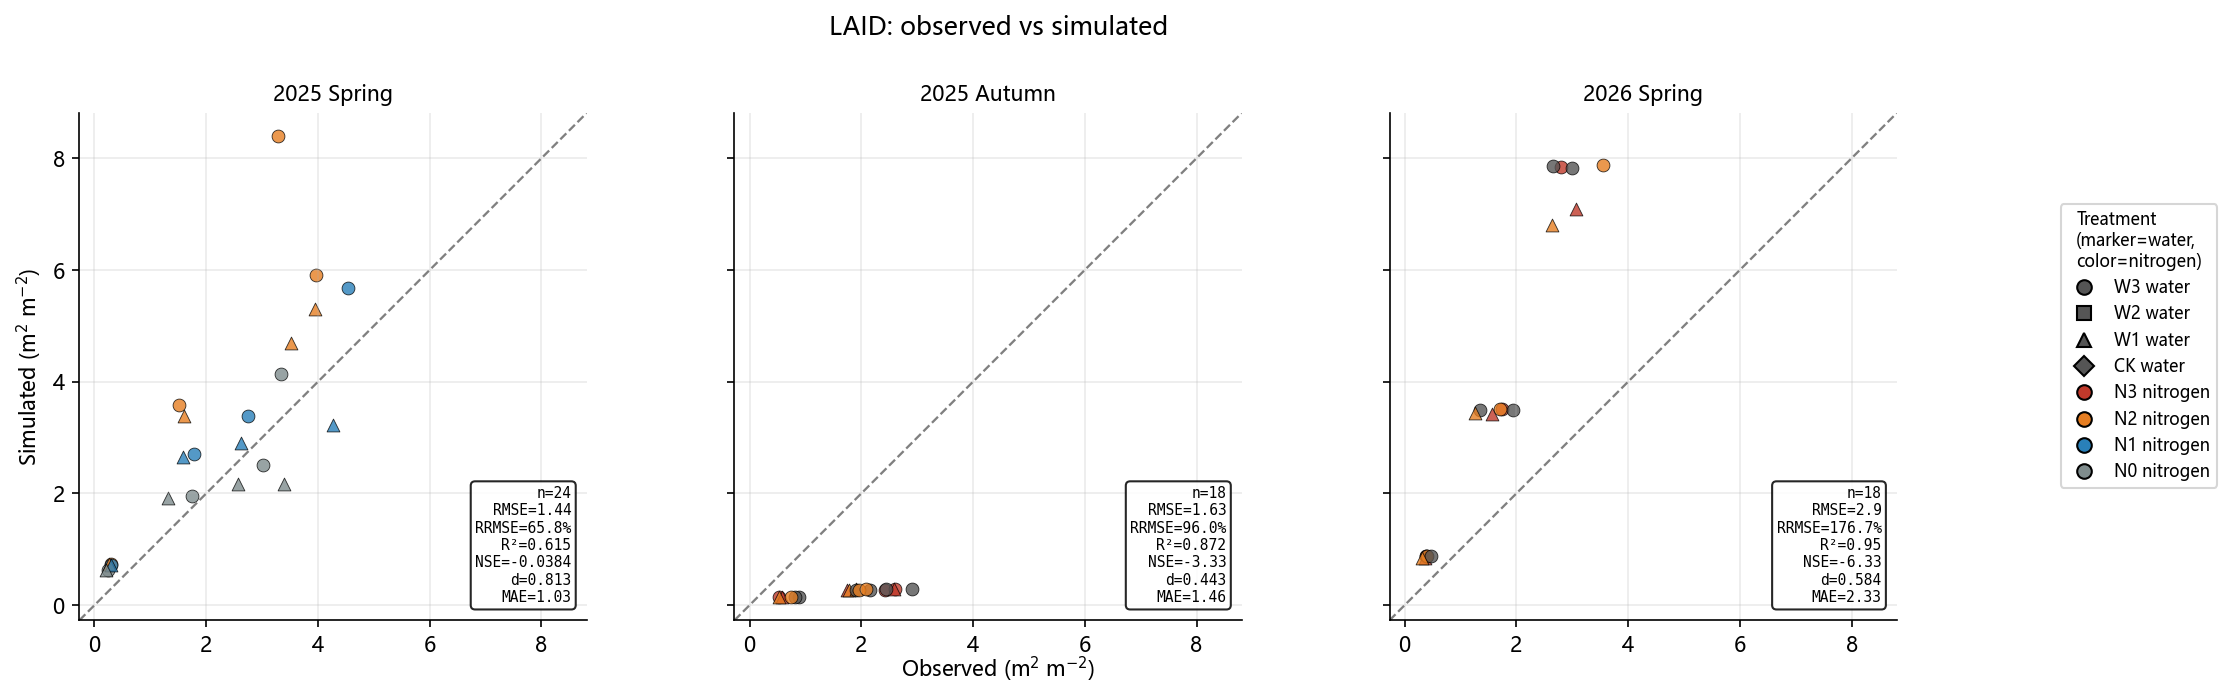 LAID: observed vs simulated
2025 Spring
2025 Autumn
2026 Spring
Simulated (m² m⁻²)
8
6
4
2
0
n=24
RMSE=1.44
RRMSE=65.8%
R²=0.615
NSE=-0.0384
d=0.813
MAE=1.03
0 2 4 6 8
n=18
RMSE=1.63
RRMSE=96.0%
R²=0.872
NSE=-3.33
d=0.443
MAE=1.46
0 2 4 6 8
n=18
RMSE=2.9
RRMSE=176.7%
R²=0.95
NSE=-6.33
d=0.584
MAE=2.33
0 2 4 6 8
Observed (m² m⁻²)
Treatment
(marker=water,
color=nitrogen)
W3 water
W2 water
W1 water
CK water
N3 nitrogen
N2 nitrogen
N1 nitrogen
N0 nitrogen